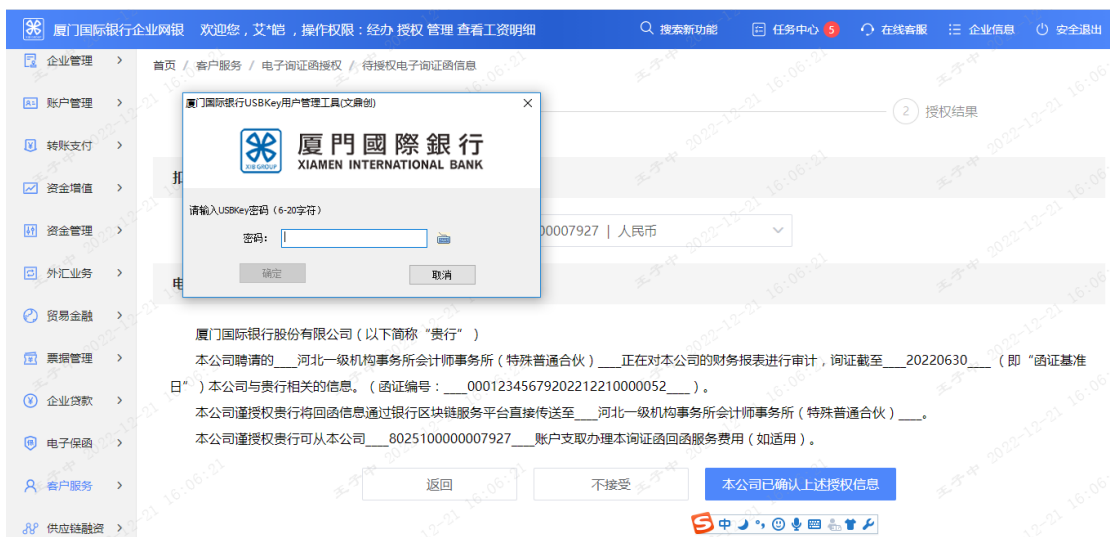 厦门国际银行企业网银 欢迎您，艾*皑，操作权限：经办 授权 管理 查看工资明细 搜索新功能 任务中心 5 在线客服 企业信息 安全退出
企业管理
账户管理
转账支付
资金增值
资金管理
外汇业务
贸易金融
票据管理
企业贷款
电子保函
客户服务
供应链融资
首页 / 客户服务 / 电子询证函授权 / 待授权电子询证函信息
2 授权结果
厦门国际银行USBKey用户管理工具(文鼎创)
XIB GROUP
厦門國際銀行
XIAMEN INTERNATIONAL BANK
请输入USBKey密码（6-20字符）
密码：
确定 取消
00007927 | 人民币
电
厦门国际银行股份有限公司（以下简称“贵行”）
本公司聘请的___河北一级机构事务所会计师事务所（特殊普通合伙）___正在对本公司的财务报表进行审计，询证截至___20220630___（即“函证基准
日”）本公司与贵行相关的信息。（函证编号：___00012345679202212210000052___）。
本公司谨授权贵行将回函信息通过银行区块链服务平台直接传送至___河北一级机构事务所会计师事务所（特殊普通合伙）___。
本公司谨授权贵行可从本公司___8025100000007927___账户支取办理本询证函回函服务费用（如适用）。
返回 不接受 本公司已确认上述授权信息
中
王子中 2022-12-21 16:06:21